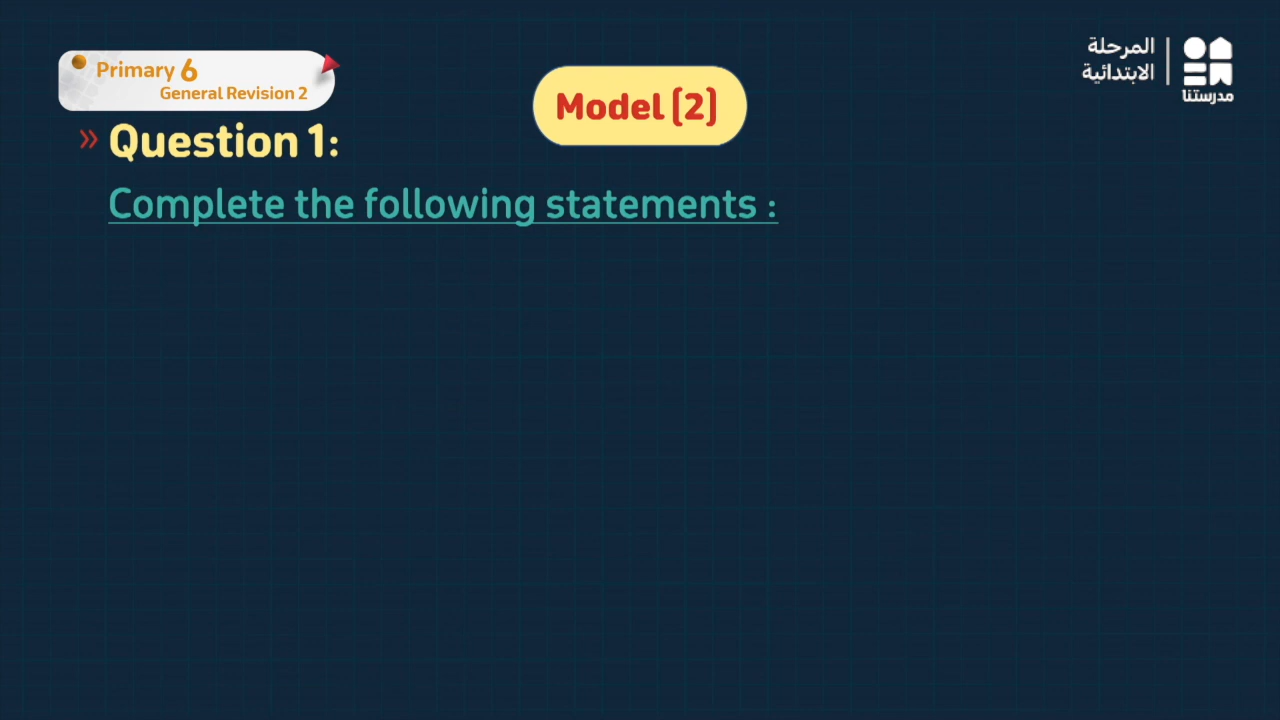 Primary 6
General Revision 2
Model (2)
المرحلة
الابتدائية
مدرستنا
» Question 1:
Complete the following statements :